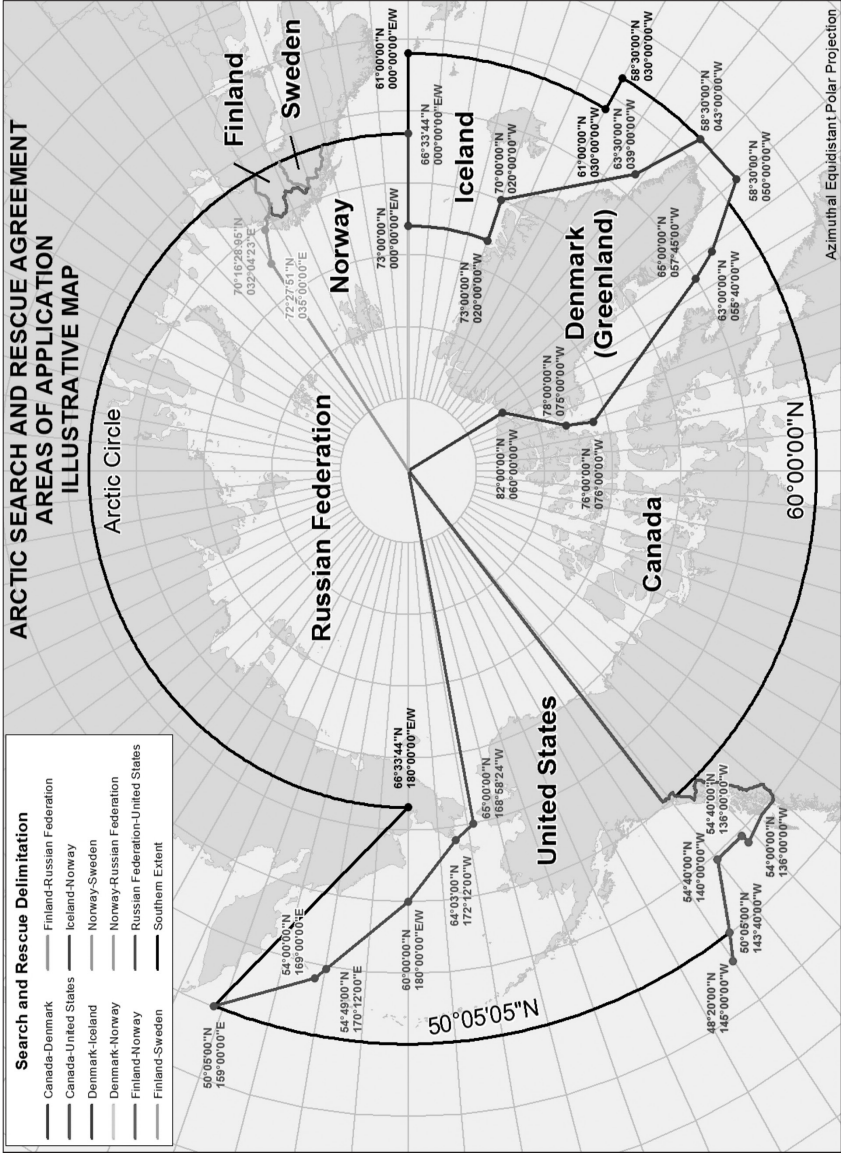 ARCTIC SEARCH AND RESCUE AGREEMENT
AREAS OF APPLICATION
ILLUSTRATIVE MAP
Search and Rescue Delimitation
Canada-Denmark
Canada-United States
Denmark-Iceland
Denmark-Norway
Finland-Norway
Finland-Sweden
Finland-Russian Federation
Iceland-Norway
Norway-Sweden
Norway-Russian Federation
Russian Federation-United States
Southern Extent
Arctic Circle
Finland
Sweden
Norway
Iceland
Russian Federation
Denmark
(Greenland)
Canada
United States
70°16'28.95"N
032°04'23"E
72°27'51"N
035°00'00"E
61°00'00"N
000°00'00"E/W
66°33'44"N
000°00'00"E/W
73°00'00"N
000°00'00"E/W
73°00'00"N
020°00'00"W
70°00'00"N
020°00'00"W
61°00'00"N
030°00'00"W
58°30'00"N
030°00'00"W
63°30'00"N
039°00'00"W
58°30'00"N
043°00'00"W
58°30'00"N
050°00'00"W
65°00'00"N
057°45'00"W
63°00'00"N
055°40'00"W
78°00'00"N
075°00'00"W
76°00'00"N
076°00'00"W
82°00'00"N
060°00'00"W
60°00'00"N
66°33'44"N
180°00'00"E/W
65°00'00"N
168°58'24"W
64°03'00"N
172°12'00"W
60°00'00"N
180°00'00"E/W
54°00'00"N
169°00'00"E
54°49'00"N
170°12'00"E
50°05'00"N
159°00'00"E
50°05'05"N
54°40'00"N
140°00'00"W
54°40'00"N
136°00'00"W
54°00'00"N
136°00'00"W
50°05'00"N
143°40'00"W
48°20'00"N
145°00'00"W
Azimuthal Equidistant Polar Projection